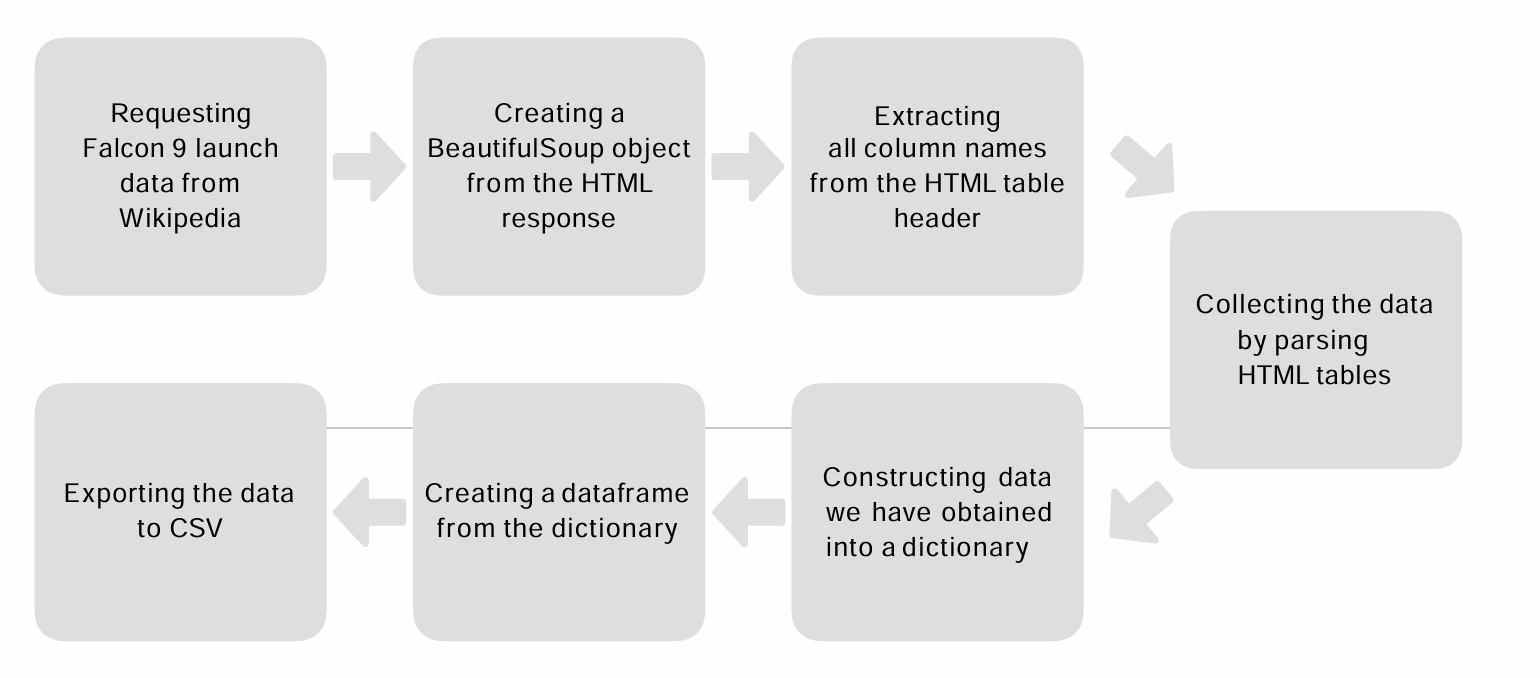 Requesting
Falcon 9 launch
data from
Wikipedia
Creating a
BeautifulSoup object
from the HTML
response
Extracting
all column names
from the HTML table
header
Collecting the data
by parsing
HTML tables
Constructing data
we have obtained
into a dictionary
Creating a dataframe
from the dictionary
Exporting the data
to CSV